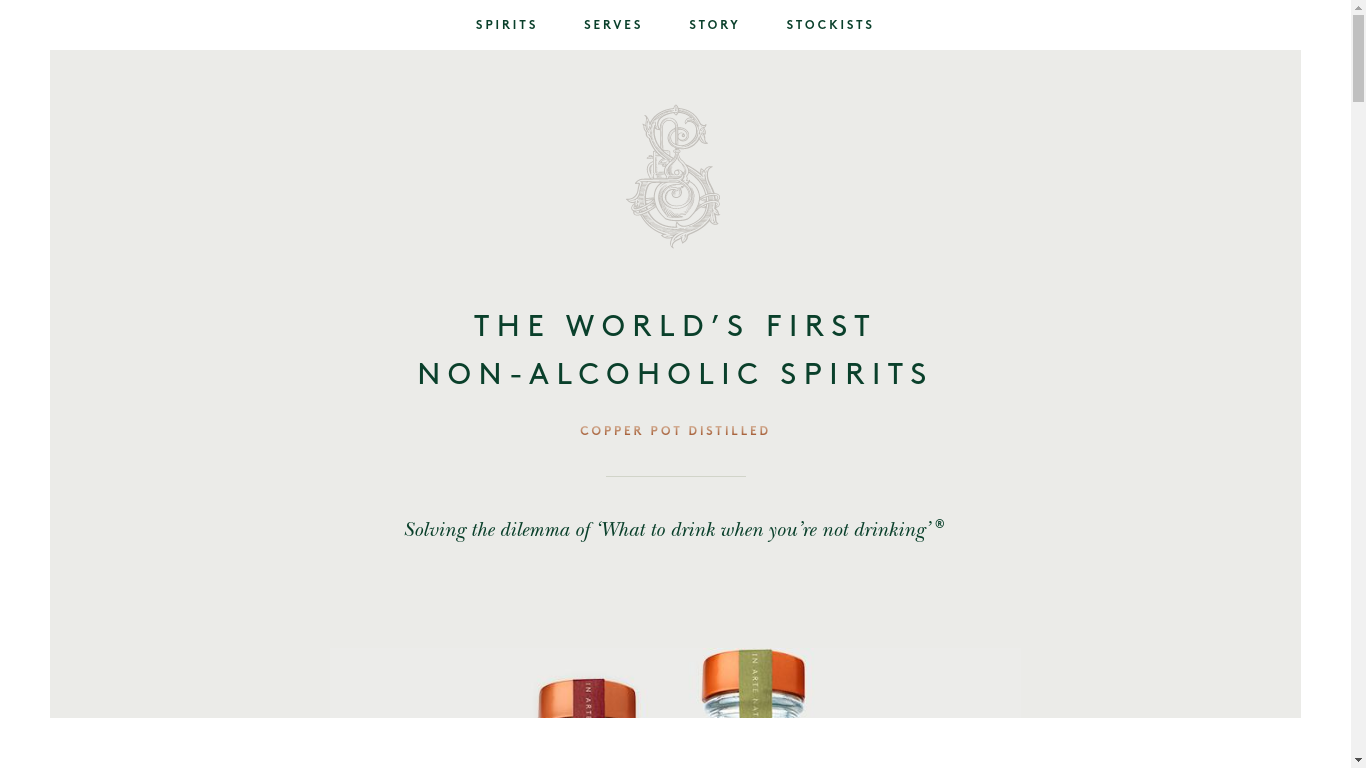 SPIRITS SERVES STORY STOCKISTS
THE WORLD’S FIRST
NON-ALCOHOLIC SPIRITS
COPPER POT DISTILLED
Solving the dilemma of ‘What to drink when you’re not drinking’®
IN ARTE
IN ARTE NAT